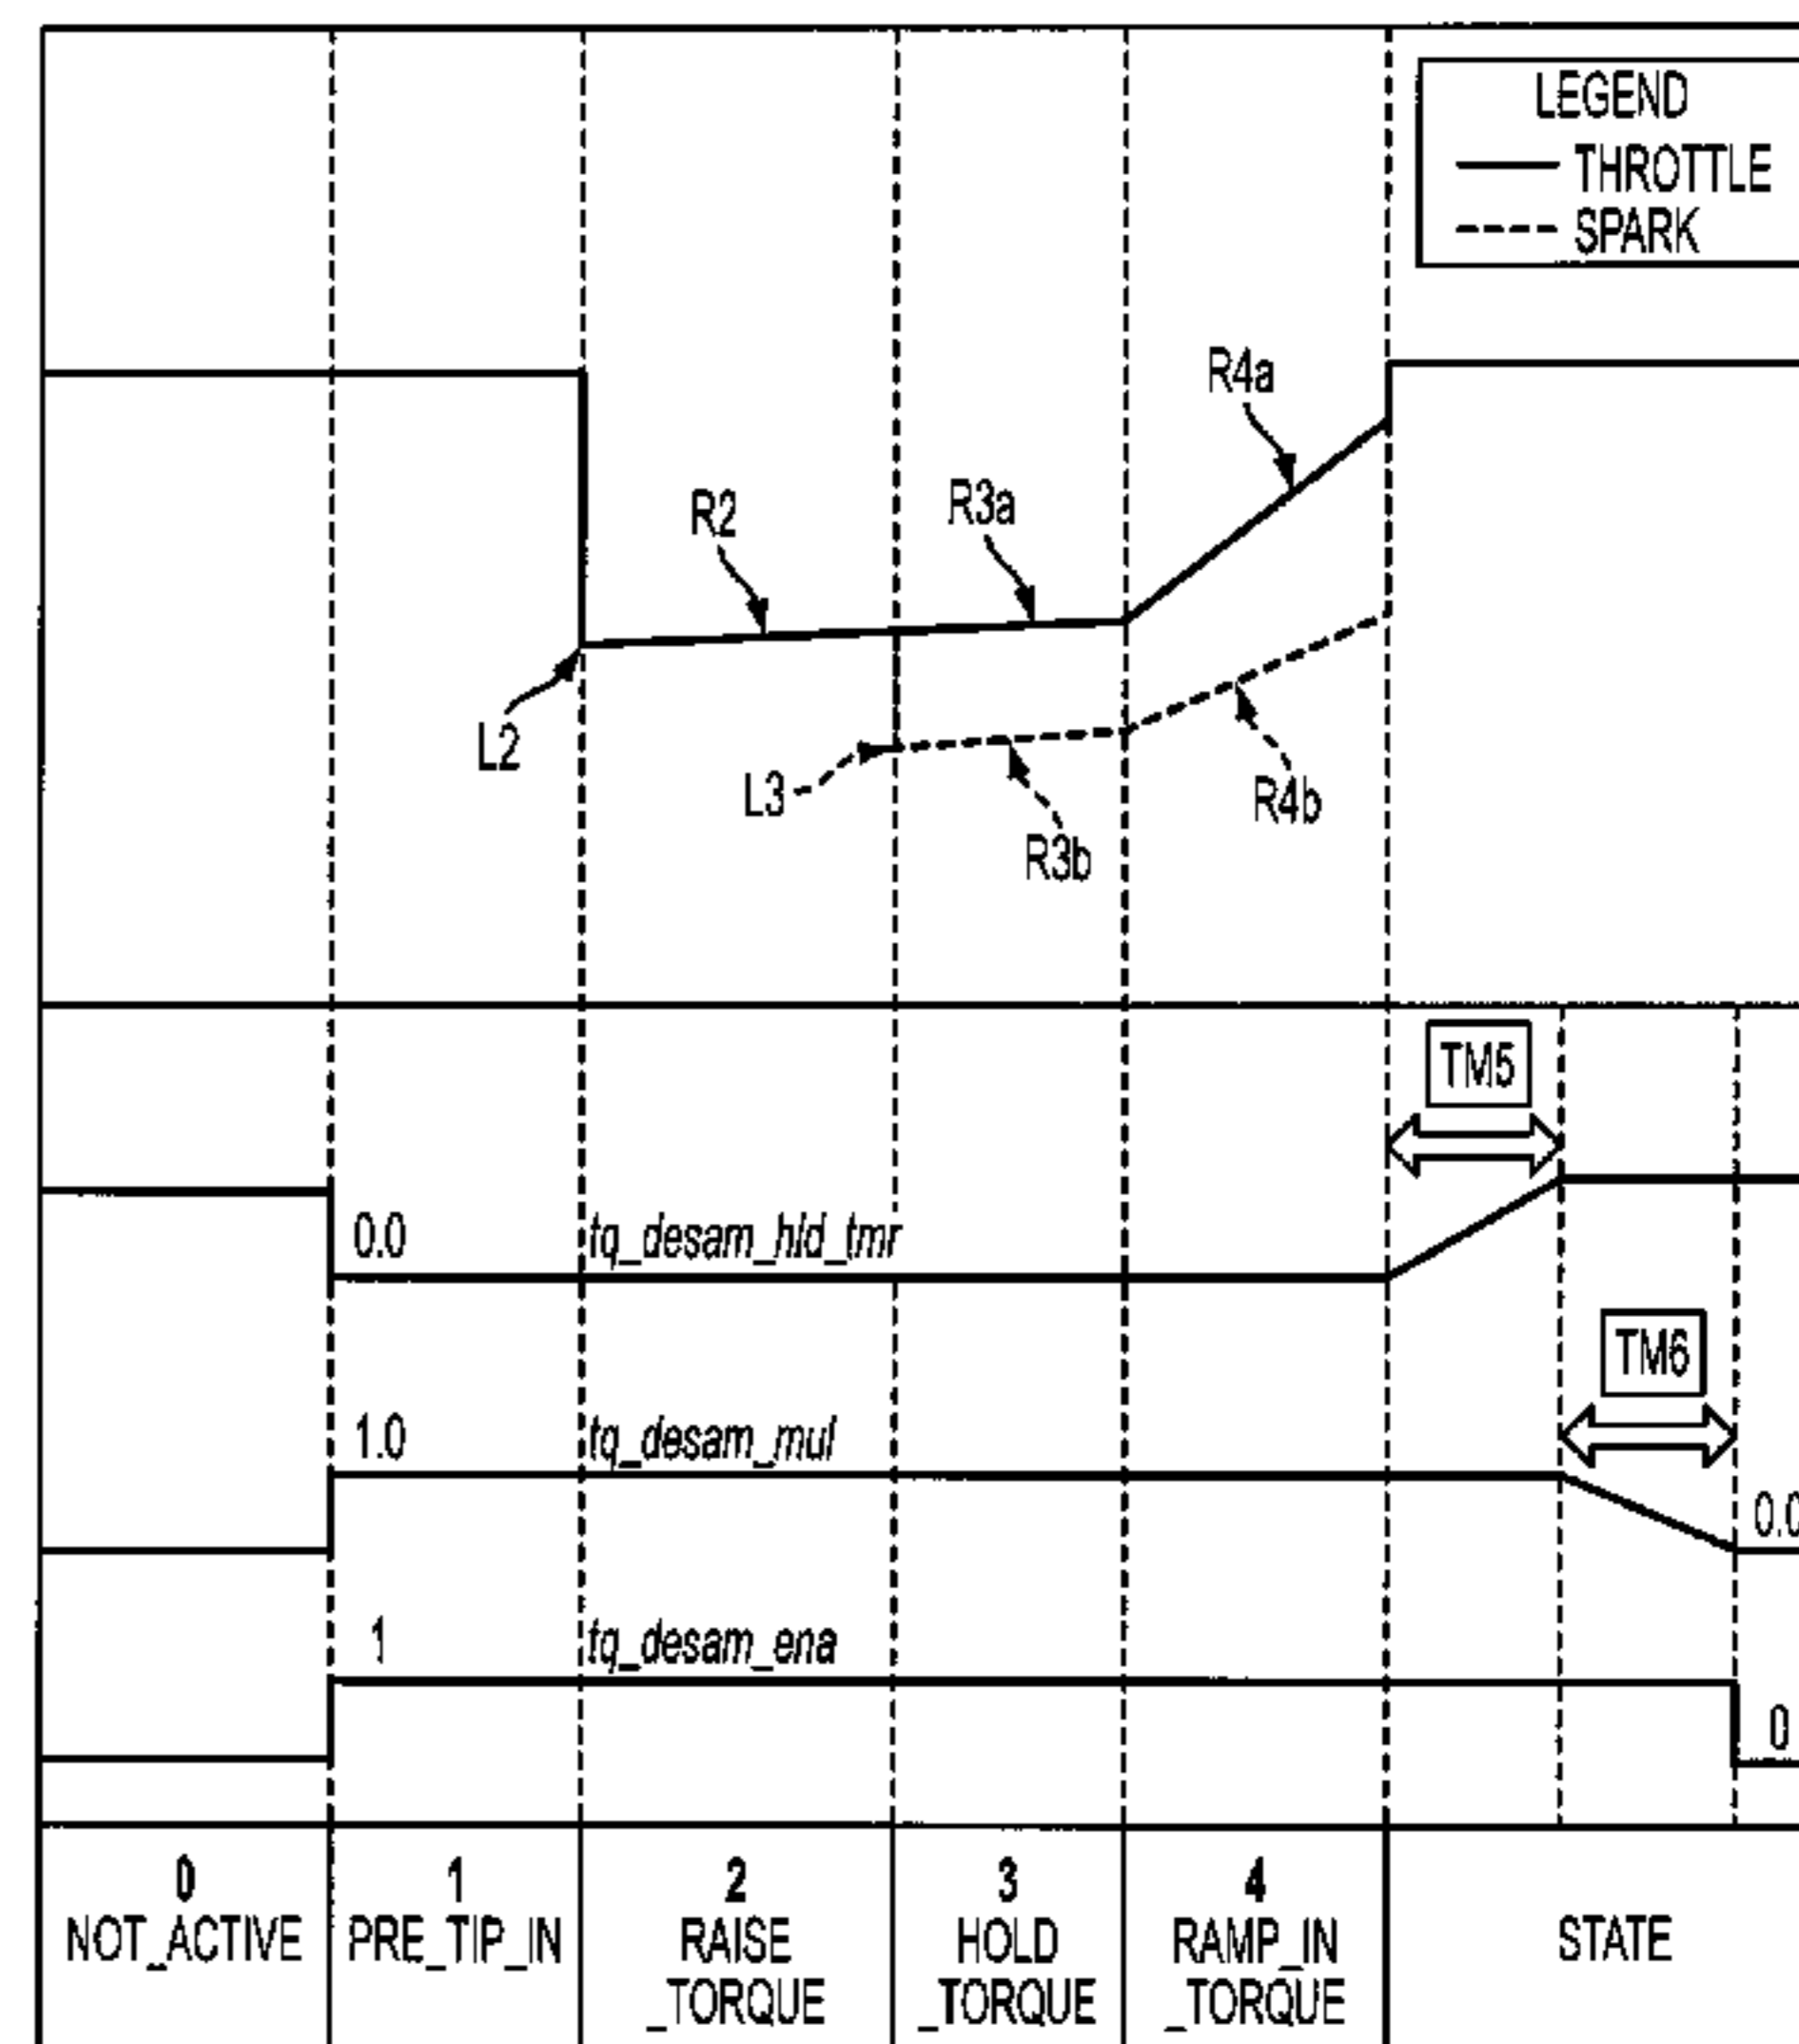 LEGEND
THROTTLE
SPARK
R4a
R2
R3a
L2
L3
R4b
R3b
TM5
0.0
tq_desam_hld_tmr
TM6
1.0
tq_desam_mul
0.0
1
tq_desam_ena
0
0
NOT_ACTIVE
1
PRE_TIP_IN
2
RAISE
_TORQUE
3
HOLD
_TORQUE
4
RAMP_IN
_TORQUE
STATE